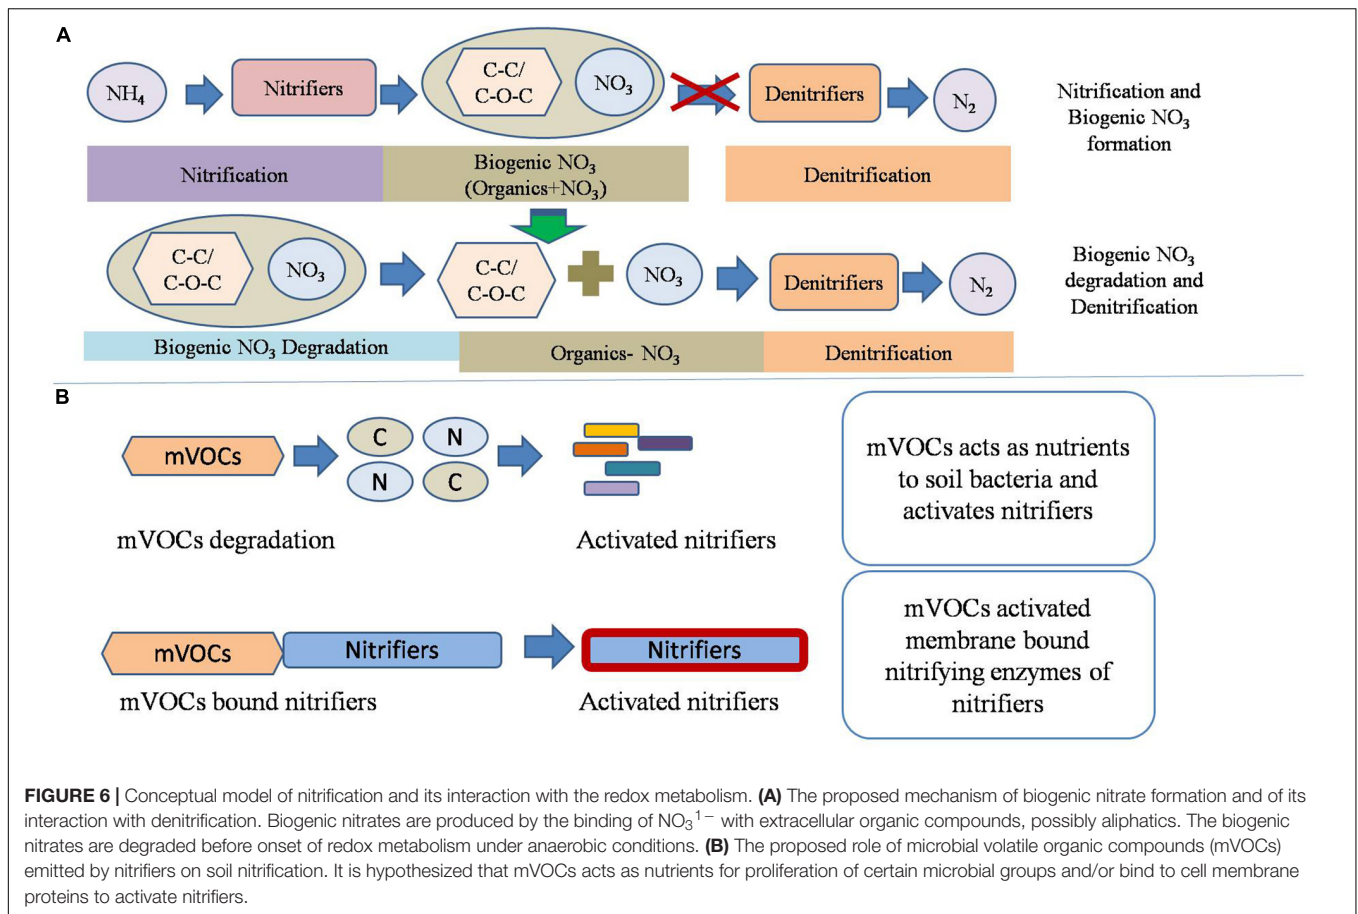 A
NH₄
Nitrifiers
C-C/
C-O-C
NO₃
Denitrifiers
N₂
Nitrification and
Biogenic NO₃
formation
Nitrification
Biogenic NO₃
(Organics+NO₃)
Denitrification
C-C/
C-O-C
NO₃
C-C/
C-O-C
NO₃
Denitrifiers
N₂
Biogenic NO₃
degradation and
Denitrification
Biogenic NO₃ Degradation
Organics- NO₃
Denitrification
B
mVOCs
C
N
N
C
mVOCs degradation
Activated nitrifiers
mVOCs acts as nutrients
to soil bacteria and
activates nitrifiers
mVOCs
Nitrifiers
Nitrifiers
mVOCs bound nitrifiers
Activated nitrifiers
mVOCs activated
membrane bound
nitrifying enzymes of
nitrifiers
FIGURE 6 | Conceptual model of nitrification and its interaction with the redox metabolism. (A) The proposed mechanism of biogenic nitrate formation and of its
interaction with denitrification. Biogenic nitrates are produced by the binding of NO₃¹⁻ with extracellular organic compounds, possibly aliphatics. The biogenic
nitrates are degraded before onset of redox metabolism under anaerobic conditions. (B) The proposed role of microbial volatile organic compounds (mVOCs)
emitted by nitrifiers on soil nitrification. It is hypothesized that mVOCs acts as nutrients for proliferation of certain microbial groups and/or bind to cell membrane
proteins to activate nitrifiers.